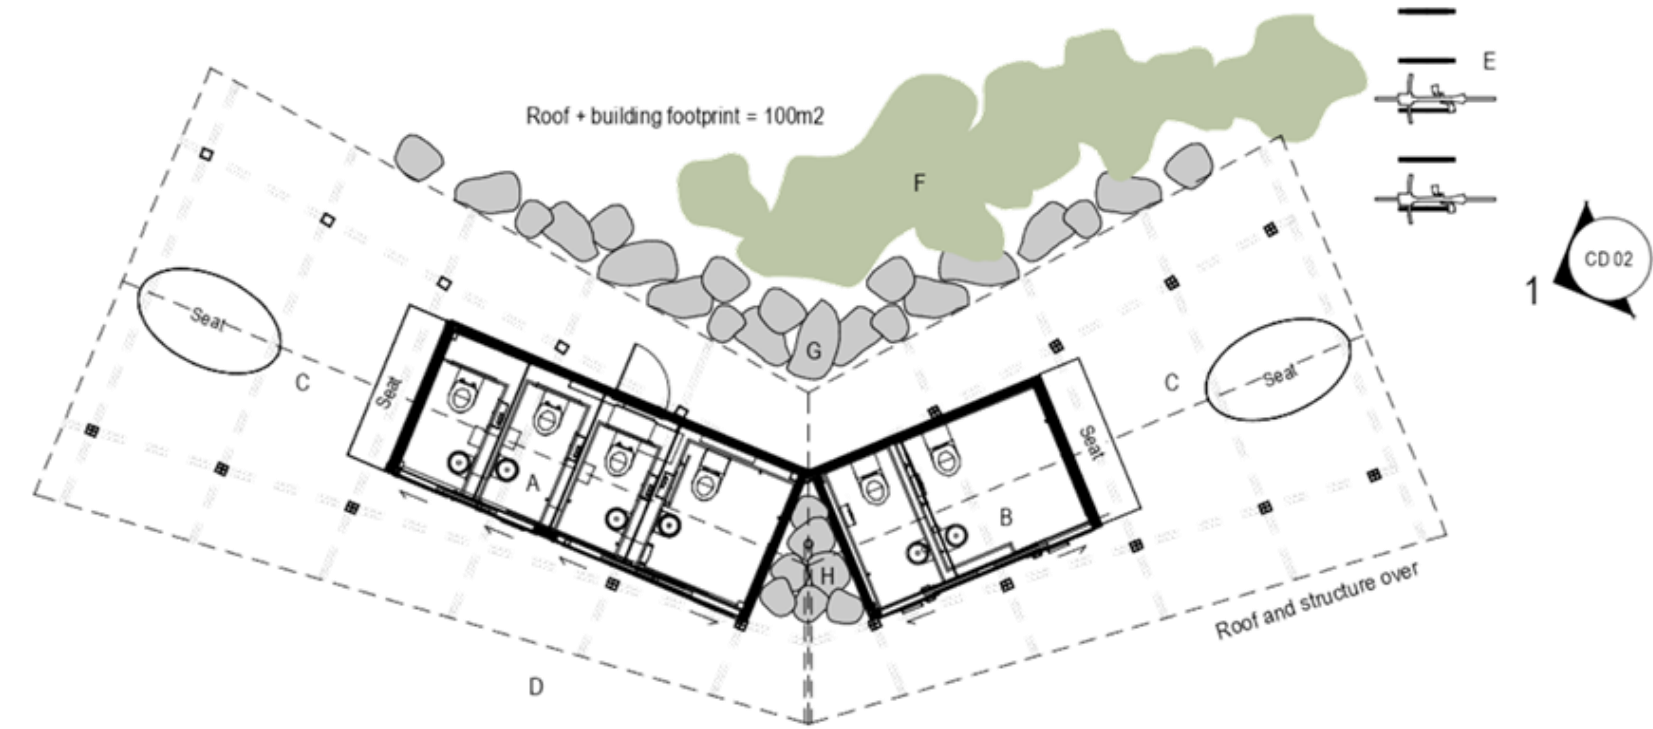 E
Roof + building footprint = 100m2
F
CD 02
1
Seat
G
C
C
Seat
Seat
Seat
A
B
H
Roof and structure over
D